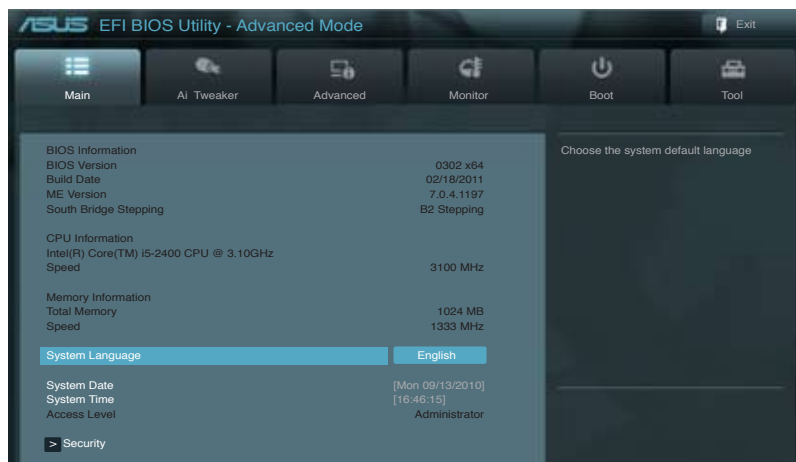 ASUS EFI BIOS Utility - Advanced Mode
Exit
Main Ai Tweaker Advanced Monitor Boot Tool
BIOS Information
BIOS Version 0302 x64
Build Date 02/18/2011
ME Version 7.0.4.1197
South Bridge Stepping B2 Stepping
CPU Information
Intel(R) Core(TM) i5-2400 CPU @ 3.10GHz
Speed 3100 MHz
Memory Information
Total Memory 1024 MB
Speed 1333 MHz
System Language English
System Date [Mon 09/13/2010]
System Time [16:46:15]
Access Level Administrator
> Security
Choose the system default language